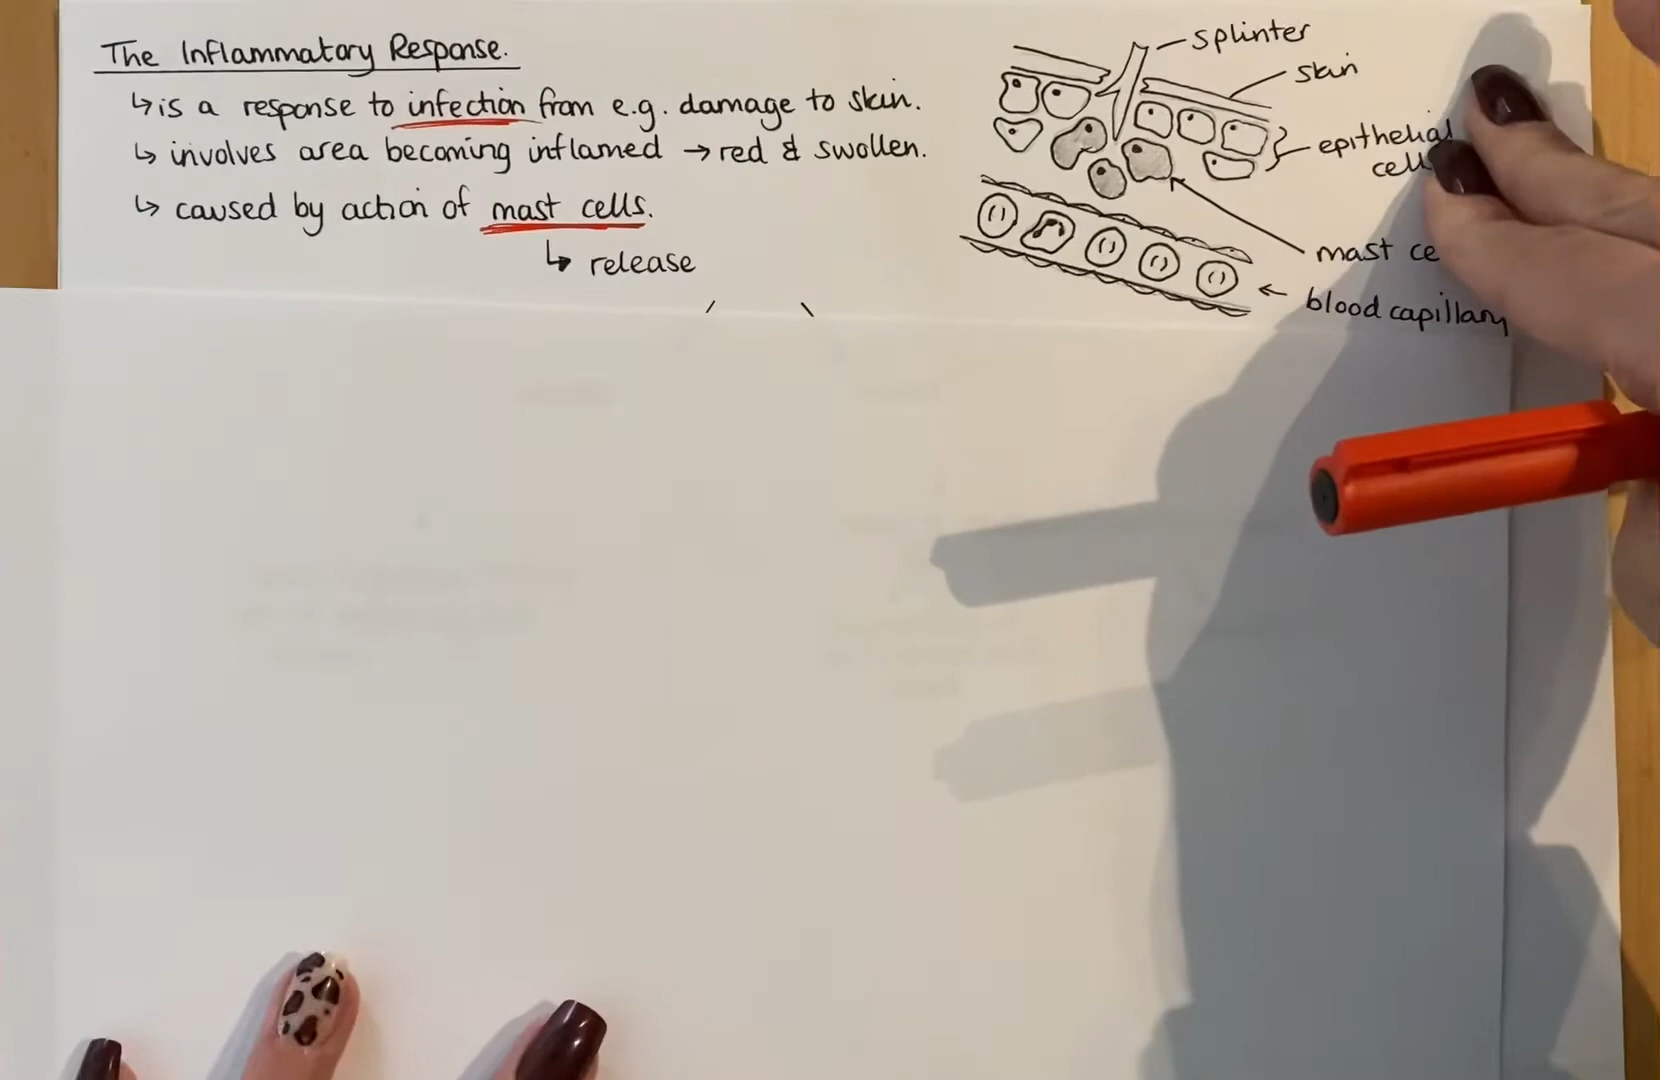 The Inflammatory Response.
↳ is a response to infection from e.g. damage to skin.
↳ involves area becoming inflamed → red & swollen.
↳ caused by action of mast cells.
↳ release
splinter
skin
epithelial
mast
blood capillary